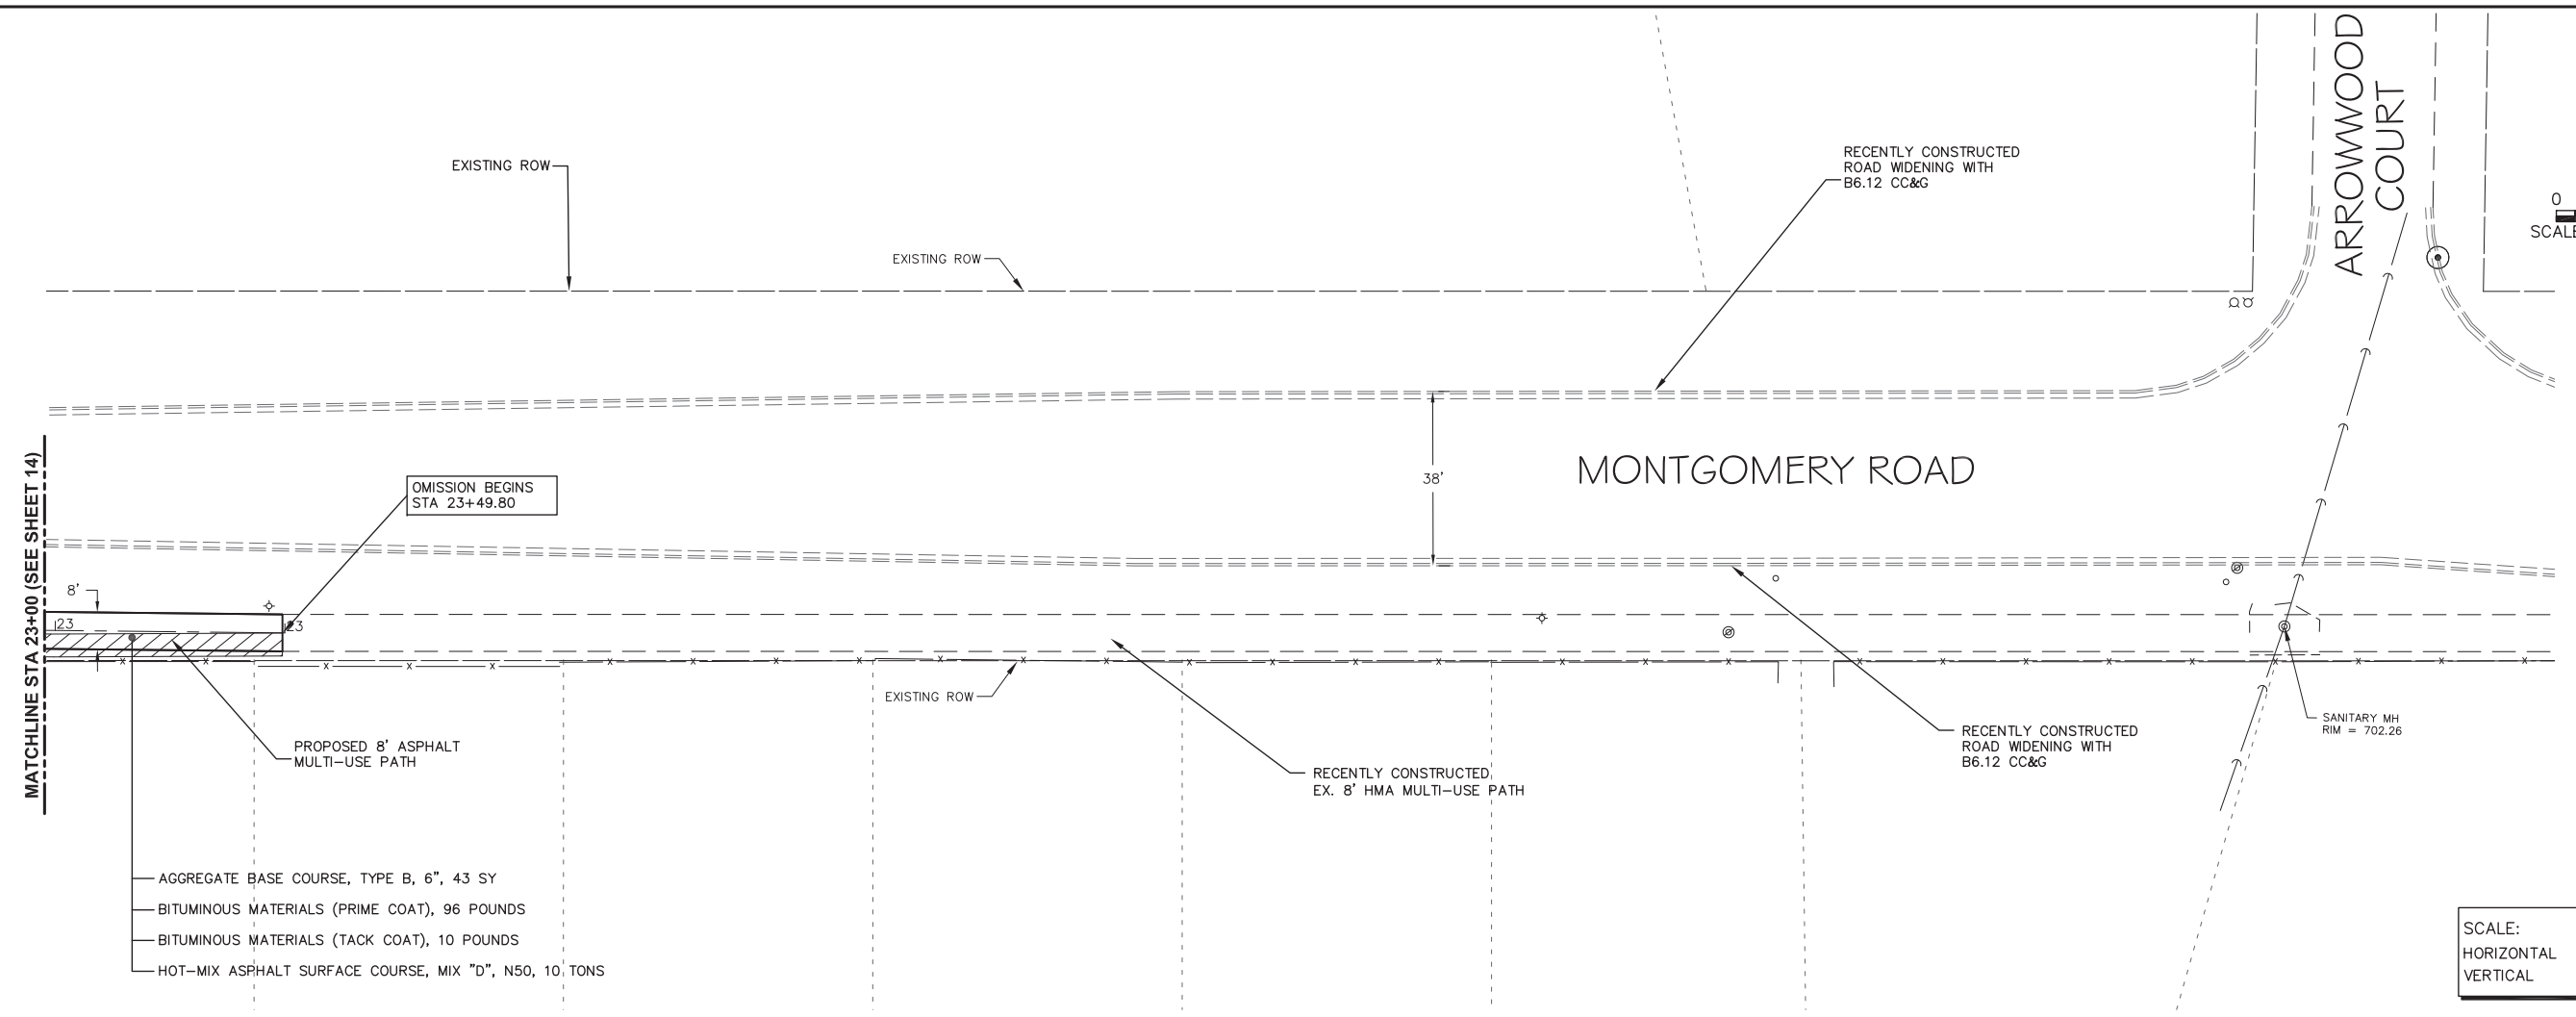 ARROWWOOD
COURT
RECENTLY CONSTRUCTED
ROAD WIDENING WITH
B6.12 CC&G
EXISTING ROW
0
SCALE
EXISTING ROW
MATCHLINE STA 23+00 (SEE SHEET 14)
OMISSION BEGINS
STA 23+49.80
38'
MONTGOMERY ROAD
8'
23
23
EXISTING ROW
SANITARY MH
RIM = 702.26
PROPOSED 8' ASPHALT
MULTI-USE PATH
RECENTLY CONSTRUCTED
ROAD WIDENING WITH
B6.12 CC&G
RECENTLY CONSTRUCTED
EX. 8' HMA MULTI-USE PATH
AGGREGATE BASE COURSE, TYPE B, 6", 43 SY
BITUMINOUS MATERIALS (PRIME COAT), 96 POUNDS
BITUMINOUS MATERIALS (TACK COAT), 10 POUNDS
HOT-MIX ASPHALT SURFACE COURSE, MIX "D", N50, 10 TONS
SCALE:
HORIZONTAL
VERTICAL